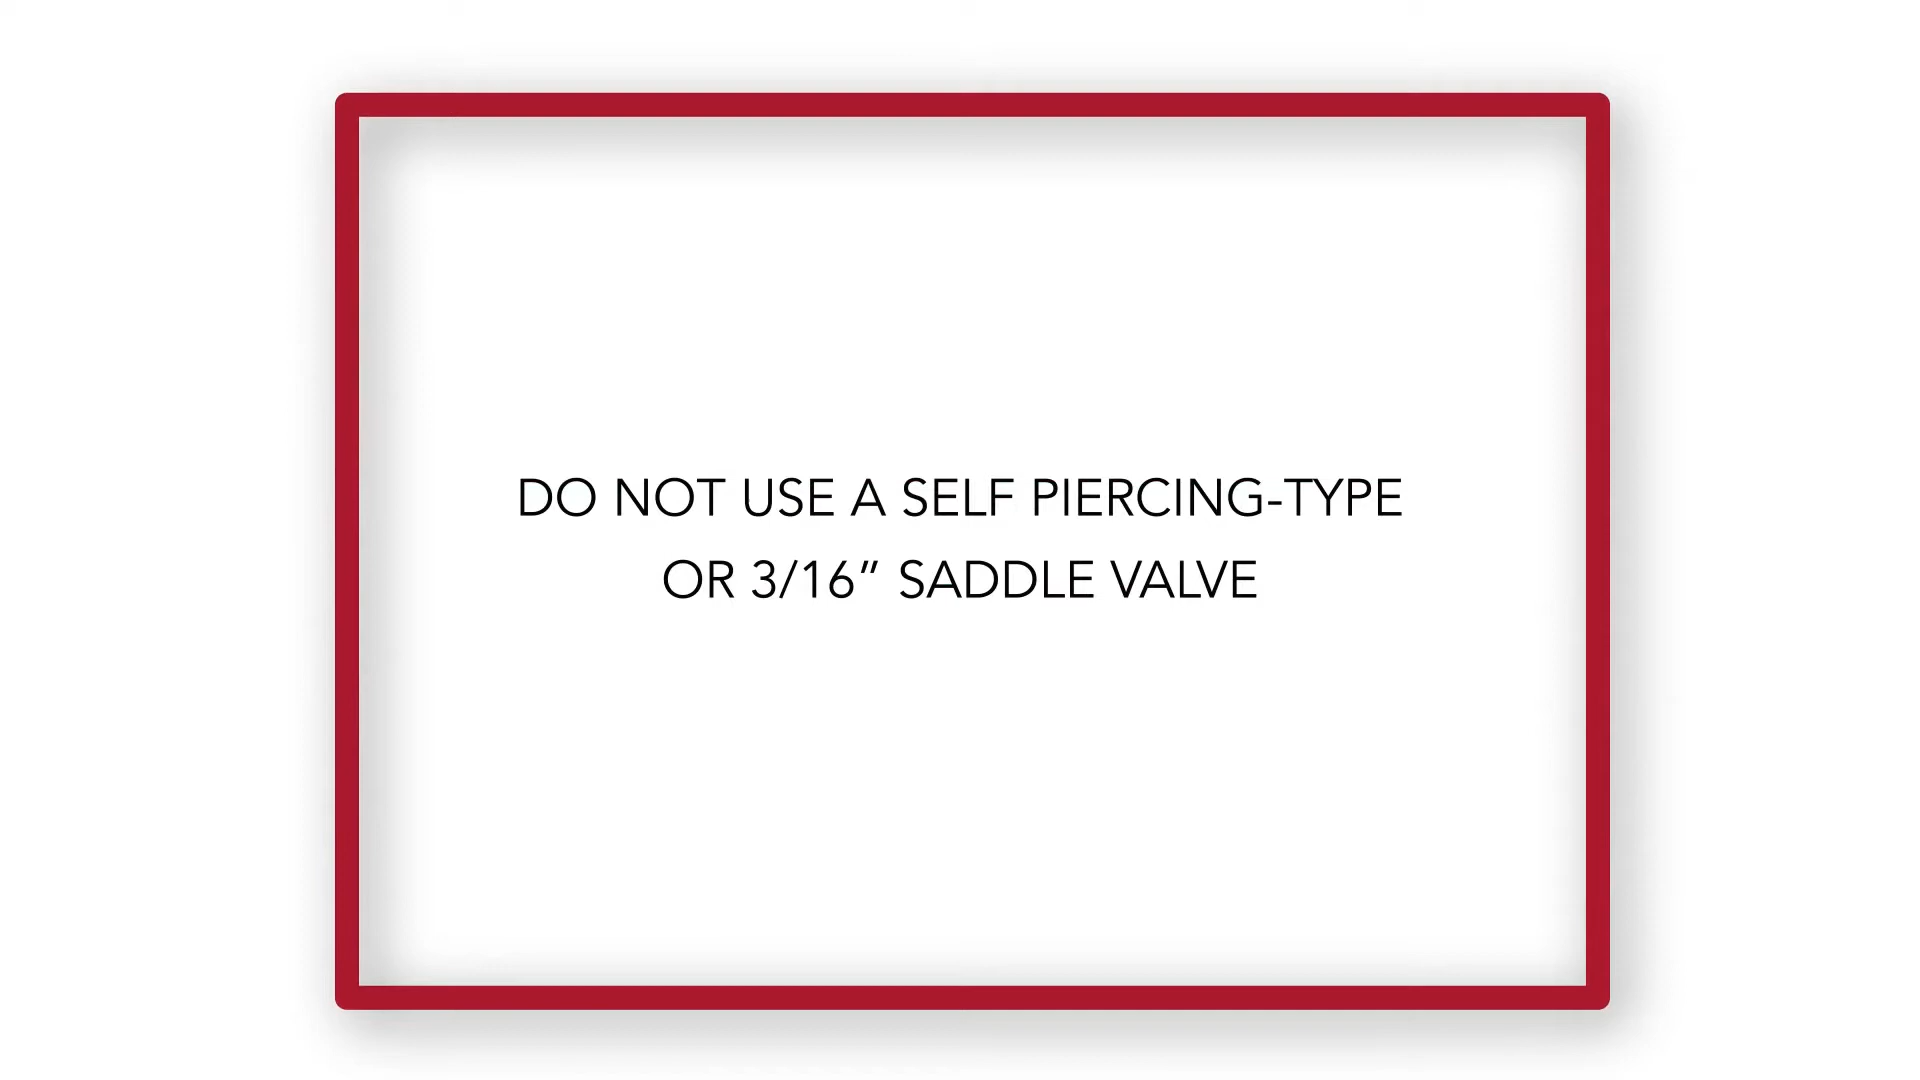 DO NOT USE A SELF PIERCING-TYPE
OR 3/16” SADDLE VALVE